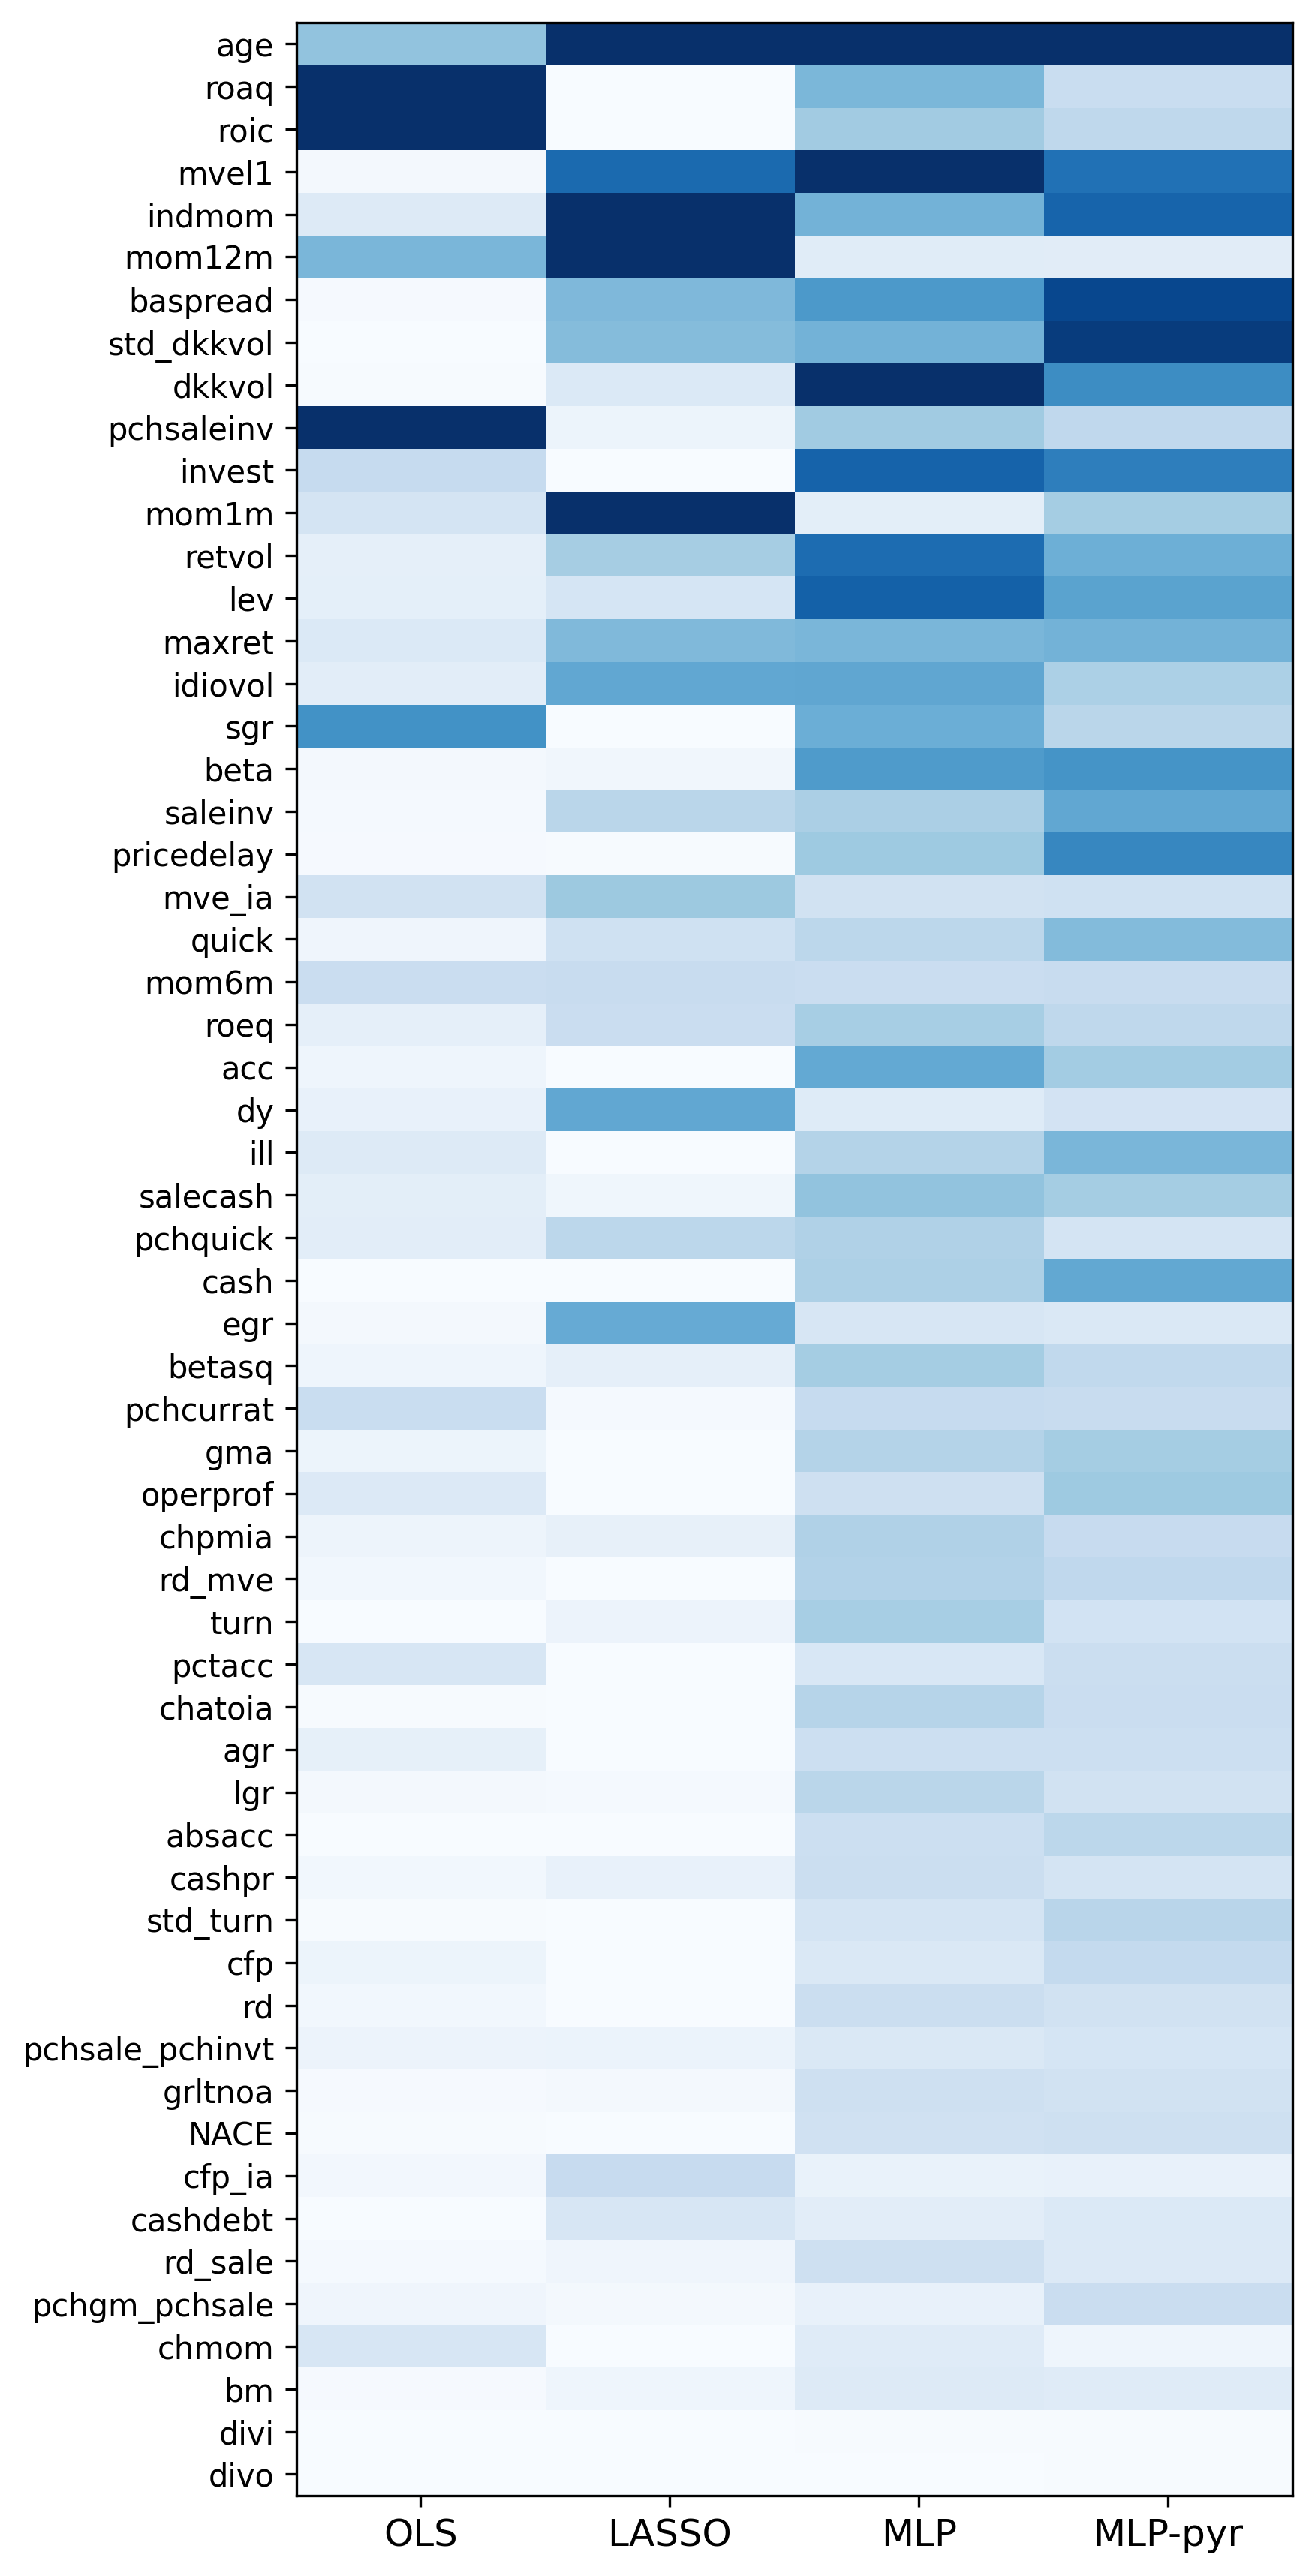 age
roaq
roic
mvel1
indmom
mom12m
baspread
std_dkkvol
dkkvol
pchsaleinv
invest
mom1m
retvol
lev
maxret
idiovol
sgr
beta
saleinv
pricedelay
mve_ia
quick
mom6m
roeq
acc
dy
ill
salecash
pchquick
cash
egr
betasq
pchcurrat
gma
operprof
chpmia
rd_mve
turn
pctacc
chatoia
agr
lgr
absacc
cashpr
std_turn
cfp
rd
pchsale_pchinvt
grltnoa
NACE
cfp_ia
cashdebt
rd_sale
pchgm_pchsale
chmom
bm
divi
divo
OLS LASSO MLP MLP-pyr